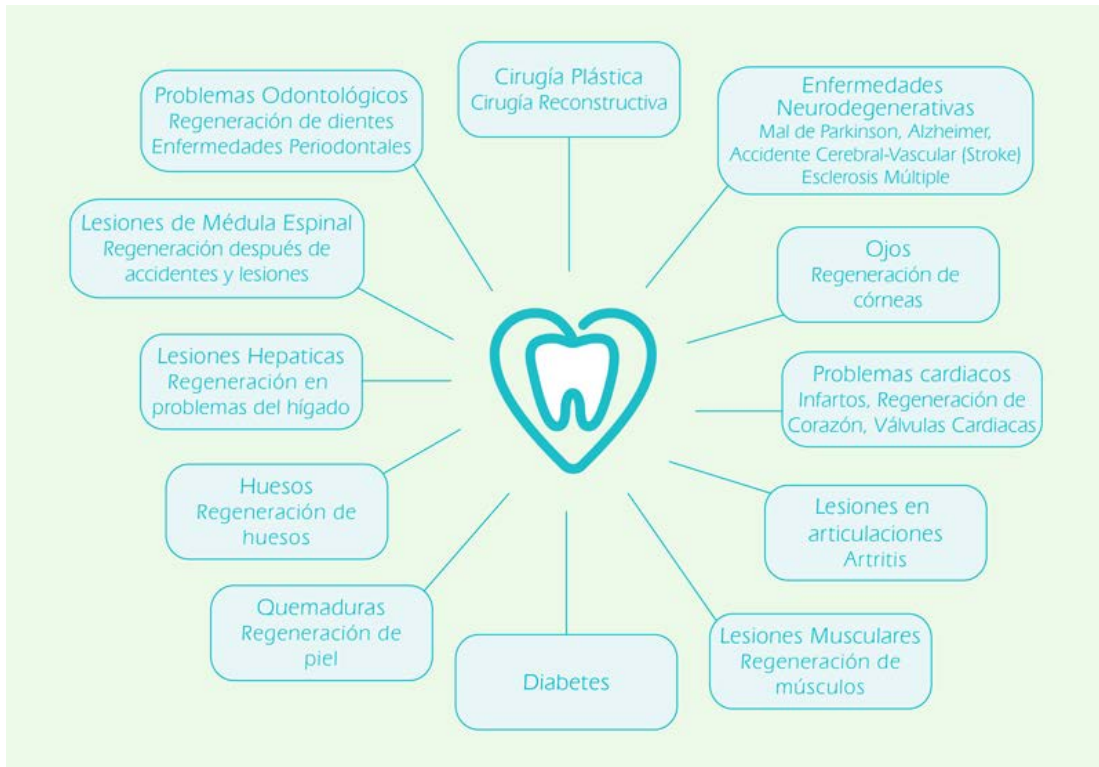 Cirugía Plástica
Cirugía Reconstructiva
Enfermedades
Neurodegenerativas
Mal de Parkinson, Alzheimer,
Accidente Cerebral-Vascular (Stroke)
Esclerosis Múltiple
Ojos
Regeneración de
córneas
Problemas cardiacos
Infartos, Regeneración de
Corazón, Válvulas Cardiacas
Lesiones en
articulaciones
Artritis
Lesiones Musculares
Regeneración de
músculos
Diabetes
Quemaduras
Regeneración de
piel
Huesos
Regeneración de
huesos
Lesiones Hepaticas
Regeneración en
problemas del hígado
Lesiones de Médula Espinal
Regeneración después de
accidentes y lesiones
Problemas Odontológicos
Regeneración de dientes
Enfermedades Periodontales